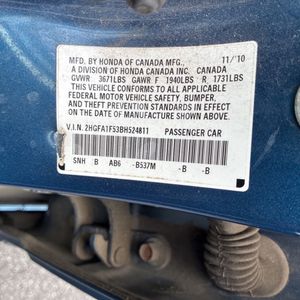 MFD. BY HONDA OF CANADA MFG. 11/10
A DIVISION OF HONDA CANADA INC. CANADA
GVWR 3671LBS GAWR F 1940LBS R 1731LBS
THIS VEHICLE CONFORMS TO ALL APPLICABLE
FEDERAL MOTOR VEHICLE SAFETY, BUMPER,
AND THEFT PREVENTION STANDARDS IN
EFFECT ON THE DATE OF
MANUFACTURE SHOWN ABOVE.
V.I.N. 2HGFA1F53BH524811 PASSENGER CAR
SNH B AB6 -B537M -B -B